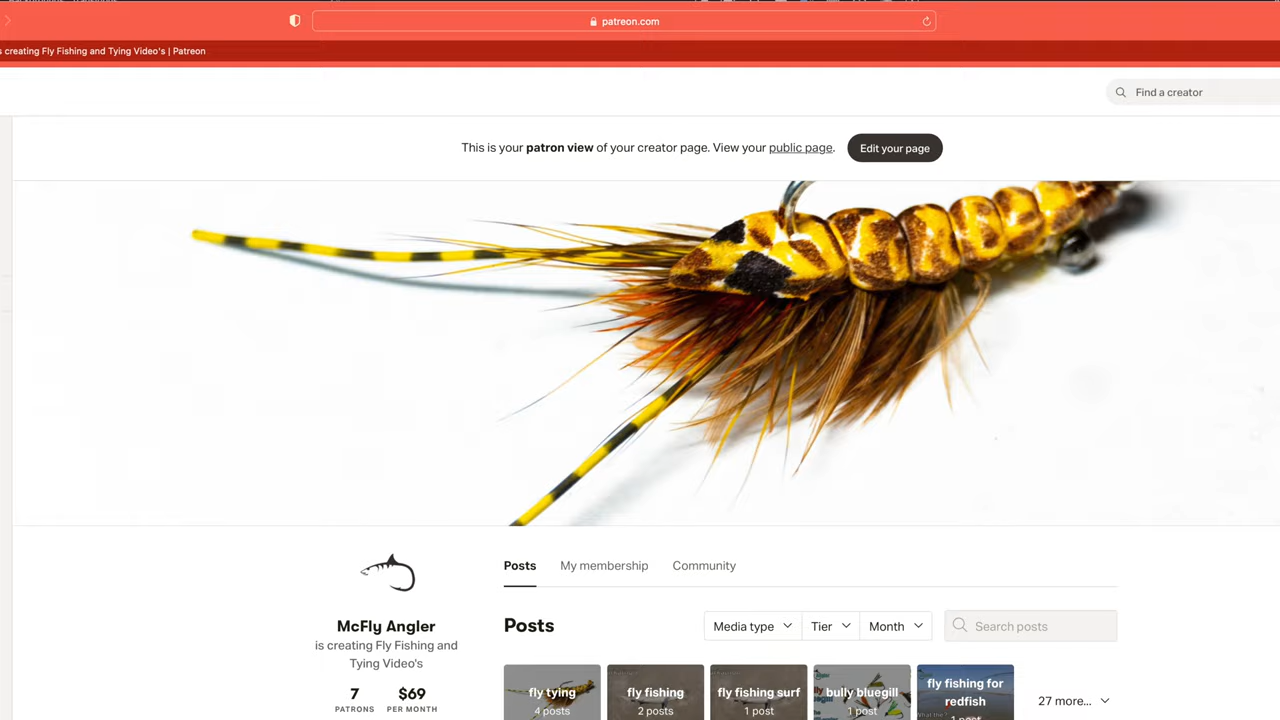 patreon.com
s creating Fly Fishing and Tying Video's | Patreon
Find a creator
This is your patron view of your creator page. View your public page.
Edit your page
Posts
My membership
Community
McFly Angler
is creating Fly Fishing and
Tying Video's
7
PATRONS
$69
PER MONTH
Posts
Media type
Tier
Month
Search posts
fly tying
4 posts
fly fishing
2 posts
fly fishing surf
1 post
bully bluegill
1 post
fly fishing for
redfish
1 post
27 more...